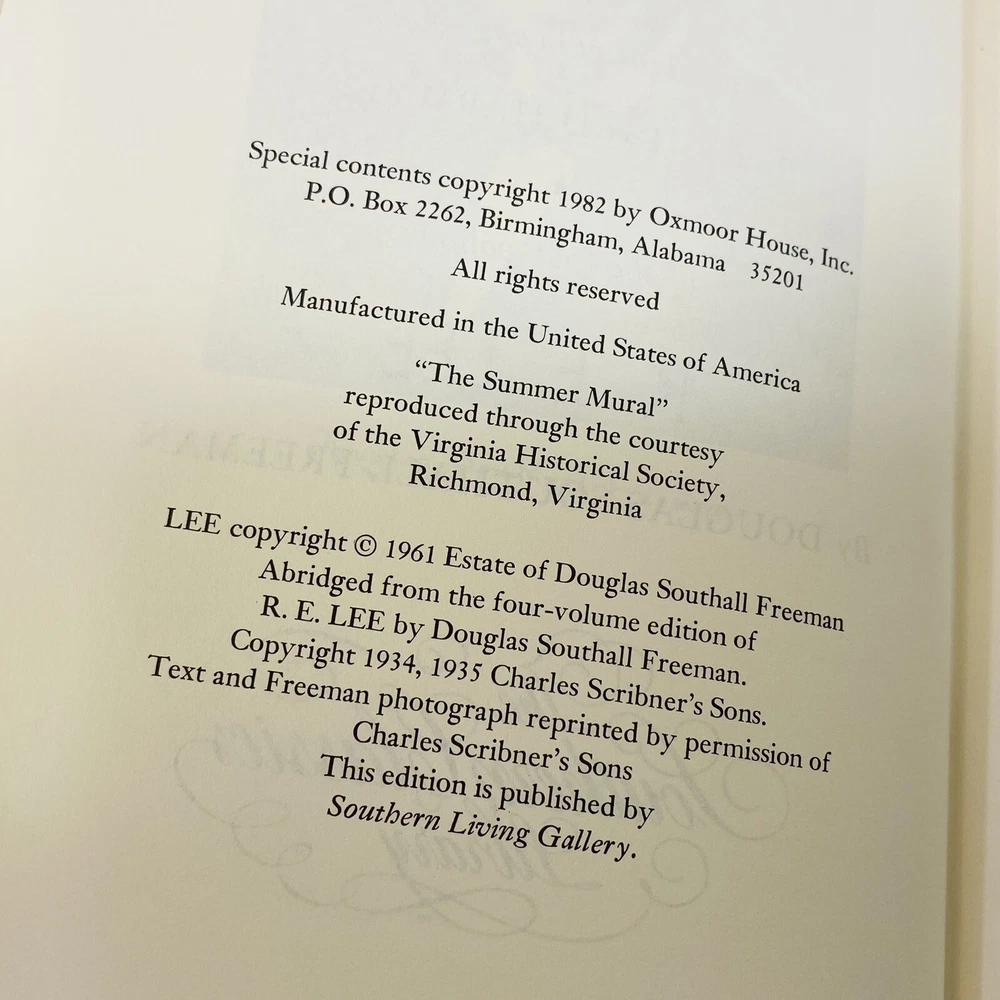 Special contents copyright 1982 by Oxmoor House, Inc.
P.O. Box 2262, Birmingham, Alabama 35201
All rights reserved
Manufactured in the United States of America
“The Summer Mural”
reproduced through the courtesy
of the Virginia Historical Society,
Richmond, Virginia
LEE copyright © 1961 Estate of Douglas Southall Freeman
Abridged from the four-volume edition of
R. E. LEE by Douglas Southall Freeman.
Copyright 1934, 1935 Charles Scribner’s Sons.
Text and Freeman photograph reprinted by permission of
Charles Scribner’s Sons
This edition is published by
Southern Living Gallery.